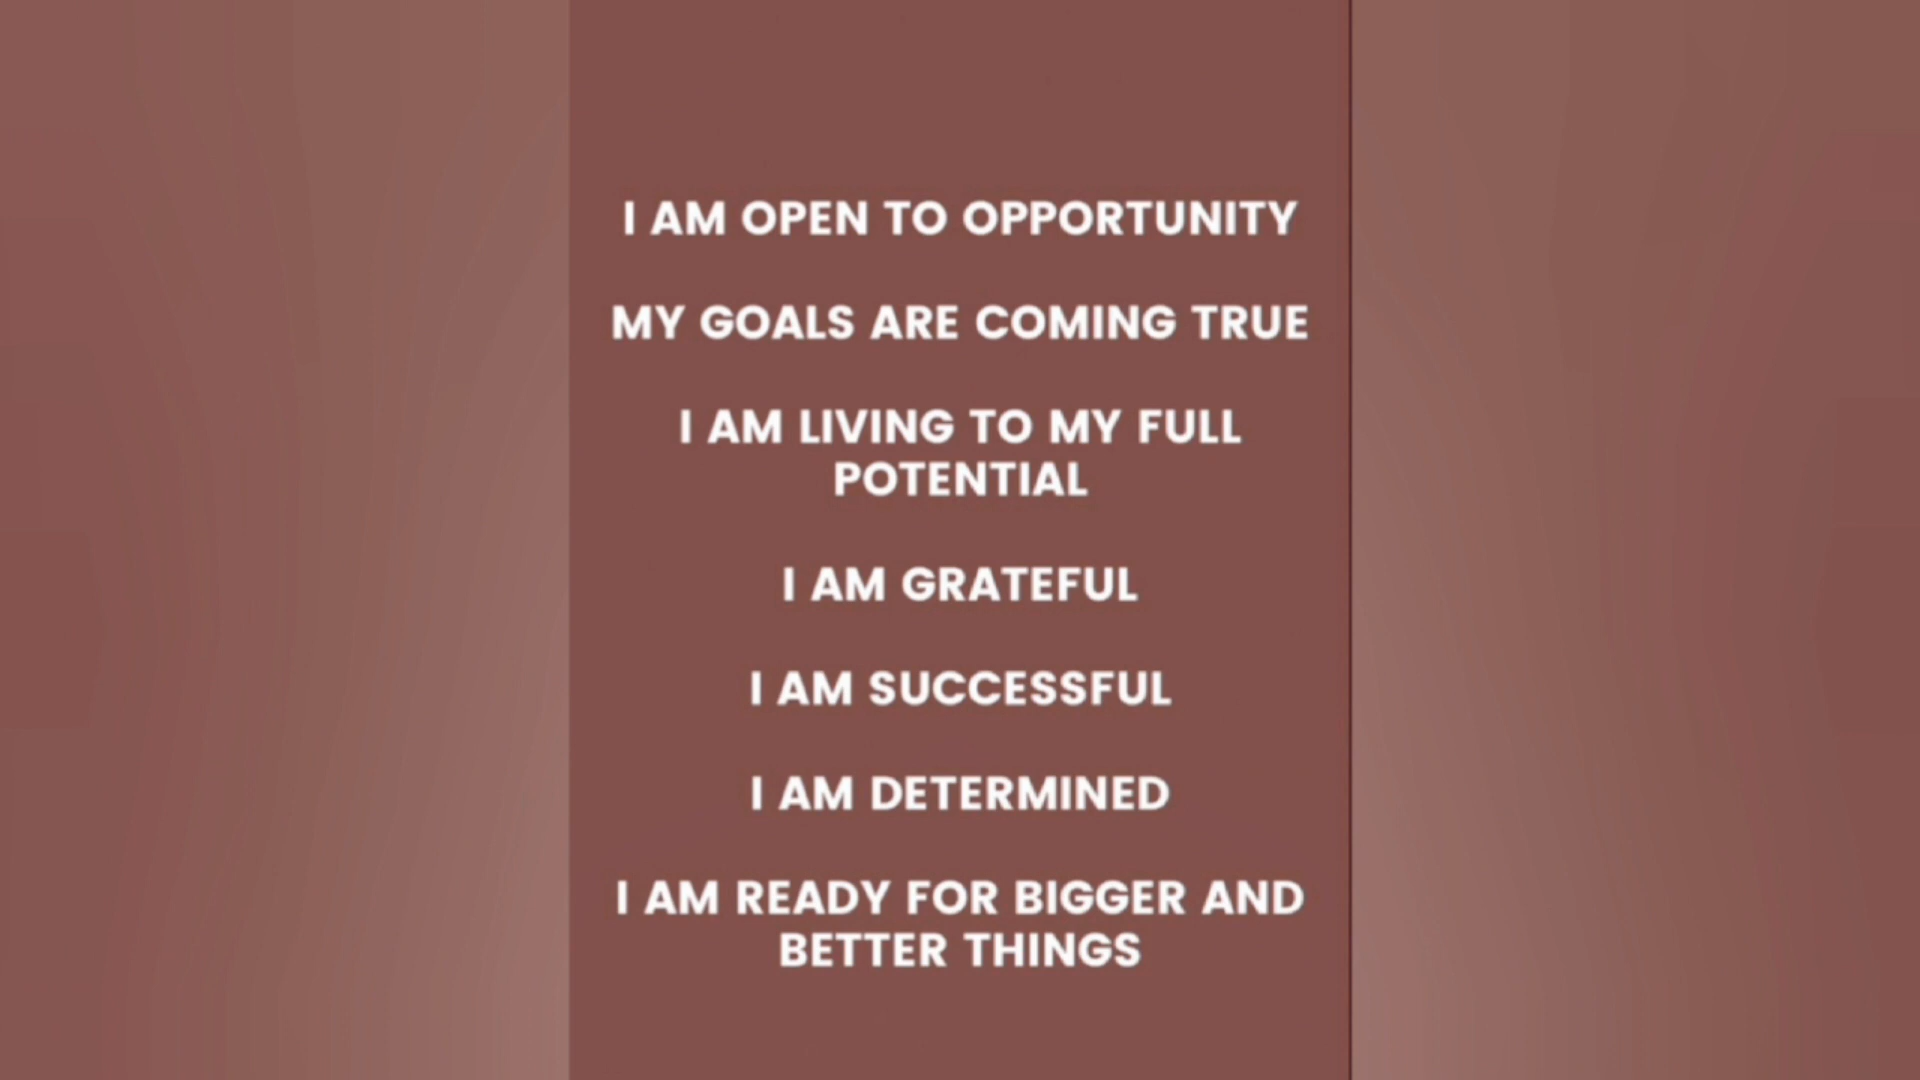 I AM OPEN TO OPPORTUNITY
MY GOALS ARE COMING TRUE
I AM LIVING TO MY FULL
POTENTIAL
I AM GRATEFUL
I AM SUCCESSFUL
I AM DETERMINED
I AM READY FOR BIGGER AND
BETTER THINGS